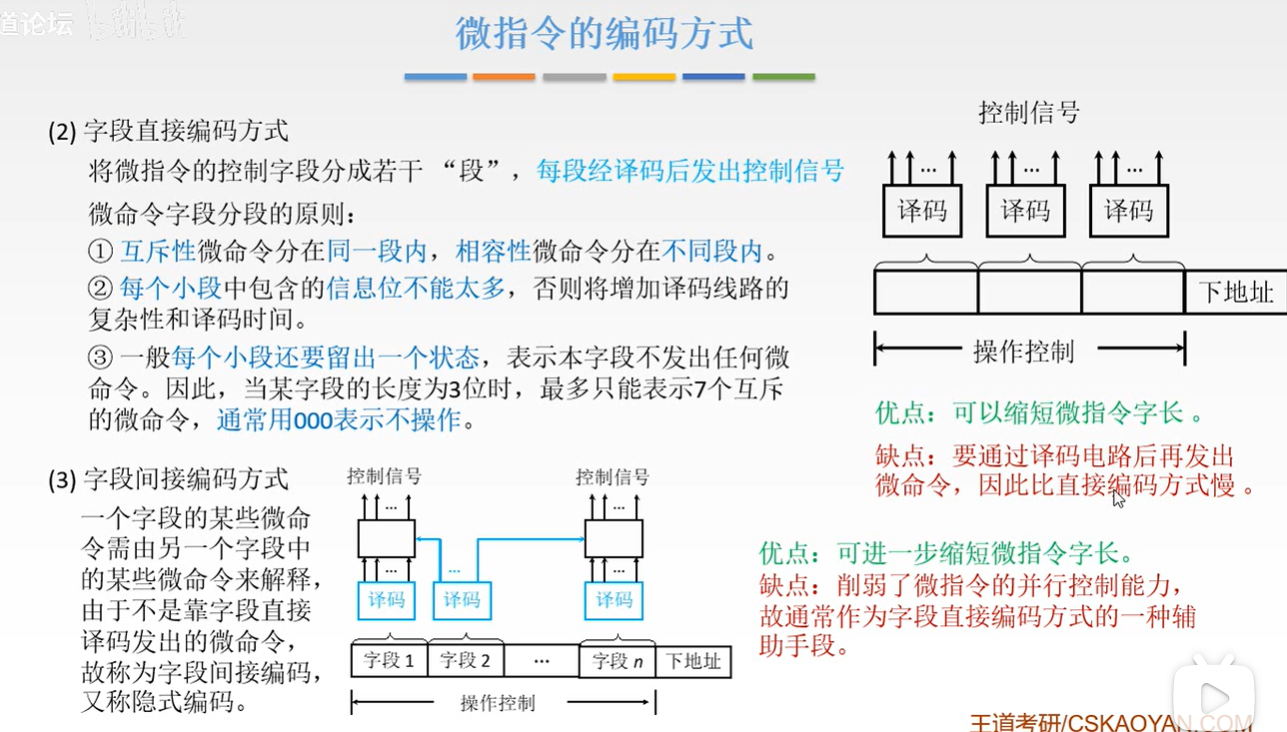 道论坛
微指令的编码方式
(2) 字段直接编码方式
将微指令的控制字段分成若干 “段”，每段经译码后发出控制信号
微命令字段分段的原则：
① 互斥性微命令分在同一段内，相容性微命令分在不同段内。
② 每个小段中包含的信息位不能太多，否则将增加译码线路的
复杂性和译码时间。
③ 一般每个小段还要留出一个状态，表示本字段不发出任何微
命令。因此，当某字段的长度为3位时，最多只能表示7个互斥
的微命令，通常用000表示不操作。
控制信号
... ... ...
译码 译码 译码
下地址
操作控制
优点：可以缩短微指令字长 。
缺点：要通过译码电路后再发出
微命令，因此比直接编码方式慢 。
(3) 字段间接编码方式
一个字段的某些微命
令需由另一个字段中
的某些微命令来解释，
由于不是靠字段直接
译码发出的微命令，
故称为字段间接编码，
又称隐式编码。
控制信号 控制信号
... ...
... ... ...
译码 译码 译码
字段 1 字段 2 ... 字段 n 下地址
操作控制
优点：可进一步缩短微指令字长。
缺点：削弱了微指令的并行控制能力，
故通常作为字段直接编码方式的一种辅
助手段。
王道考研/CSKAOYAN.COM